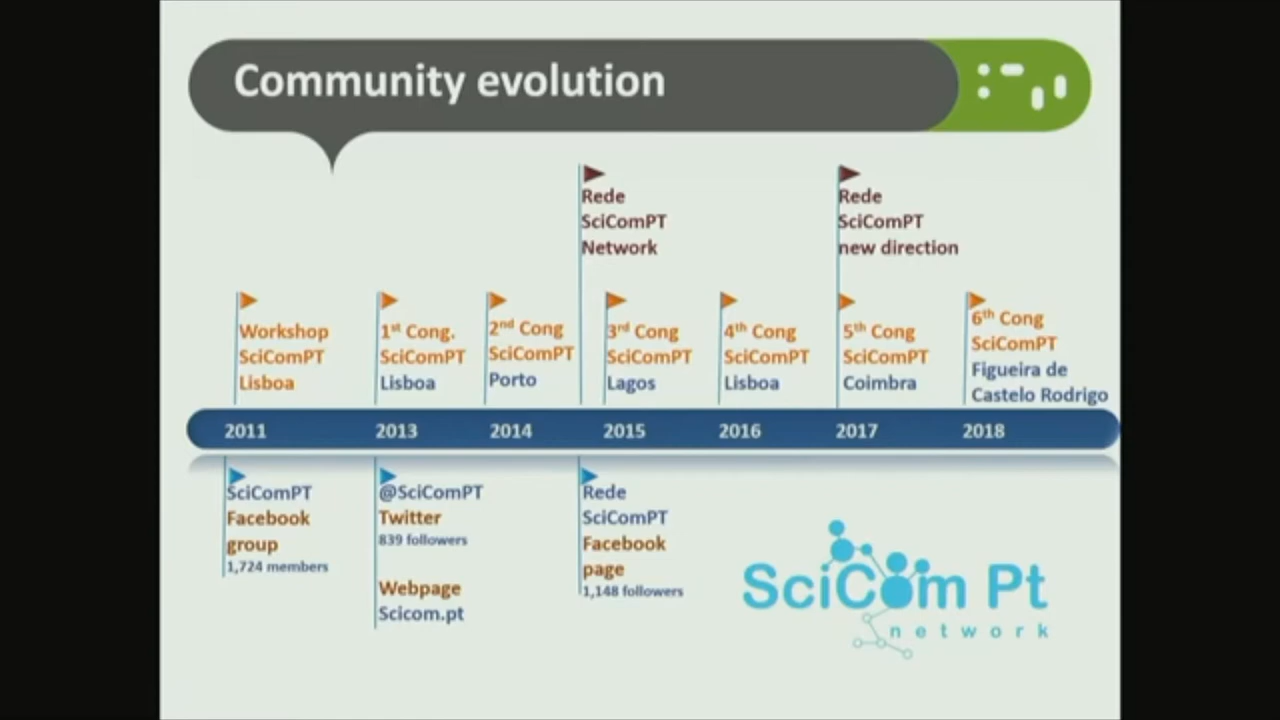 Community evolution
Rede
SciComPT
Network
Rede
SciComPT
new direction
Workshop
SciComPT
Lisboa
1st Cong.
SciComPT
Lisboa
2nd Cong
SciComPT
Porto
3rd Cong
SciComPT
Lagos
4th Cong
SciComPT
Lisboa
5th Cong
SciComPT
Coimbra
6th Cong
SciComPT
Figueira de
Castelo Rodrigo
2011 2013 2014 2015 2016 2017 2018
SciComPT
Facebook
group
1,724 members
@SciComPT
Twitter
839 followers
Webpage
Scicom.pt
Rede
SciComPT
Facebook
page
1,148 followers
SciCom Pt
network